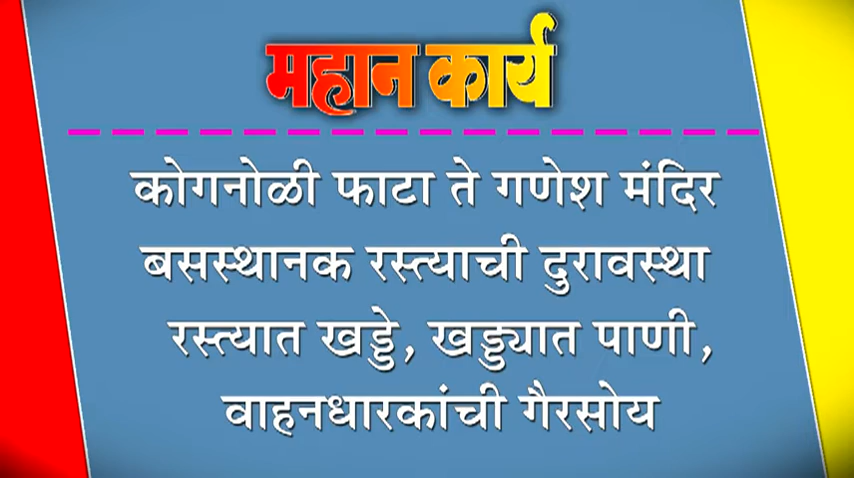 महान कार्य
कोगनोळी फाटा ते गणेश मंदिर
बसस्थानक रस्त्याची दुरावस्था
रस्त्यात खड्डे, खड्ड्यात पाणी,
वाहनधारकांची गैरसोय